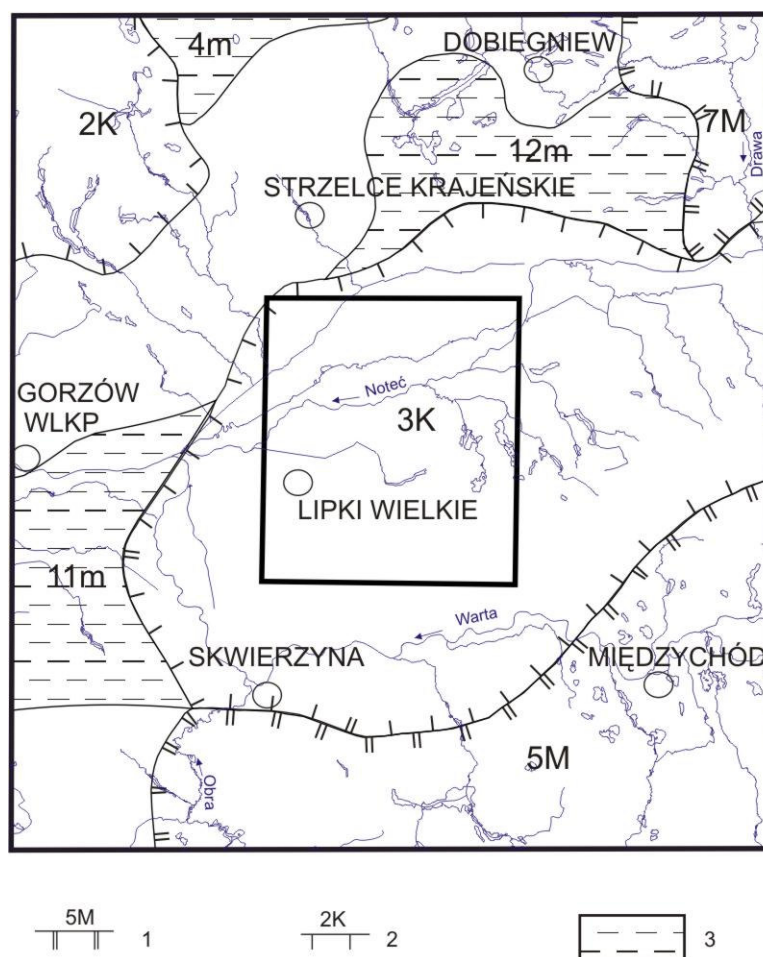 4m
DOBIEGNIEW
2K
7M
12m
Drawa
STRZELCE KRAJEŃSKIE
GORZÓW
WLKP
Noteć
3K
LIPKI WIELKIE
11m
Warta
SKWIERZYNA
MIĘDZYCHÓD
5M
Obra
5M
1
2K
2
3